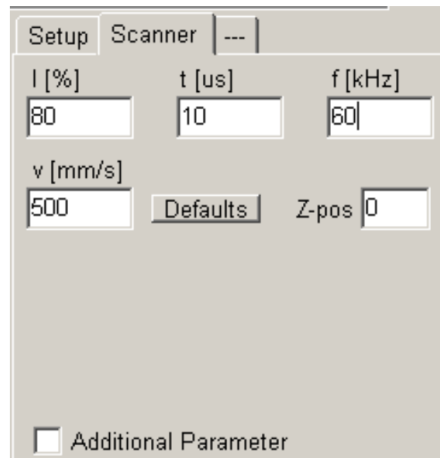 Setup Scanner ---
I [%] t [us] f [kHz]
80 10 60
v [mm/s]
500 Defaults Z-pos 0
Additional Parameter